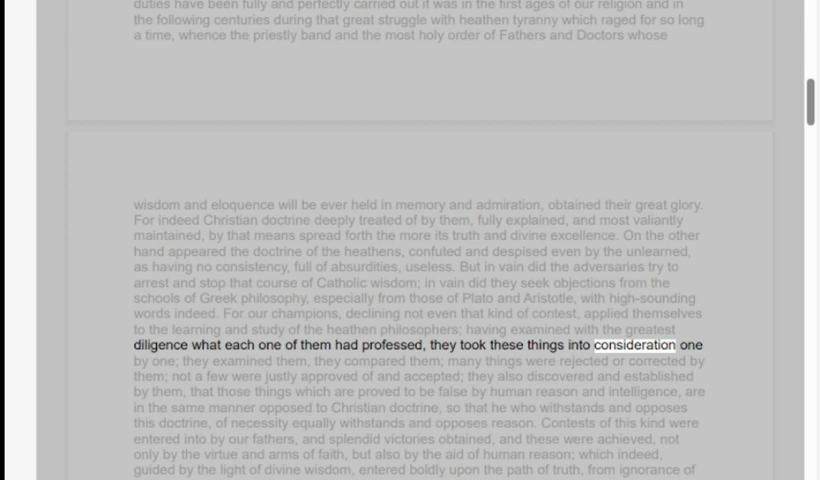 duties have been fully and perfectly carried out it was in the first ages of our religion and in
the following centuries during that great struggle with heathen tyranny which raged for so long
a time, whence the priestly band and the most holy order of Fathers and Doctors whose
wisdom and eloquence will be ever held in memory and admiration, obtained their great glory.
For indeed Christian doctrine deeply treated of by them, fully explained, and most valiantly
maintained, by that means spread forth the more its truth and divine excellence. On the other
hand appeared the doctrine of the heathens, confuted and despised even by the unlearned,
as having no consistency, full of absurdities, useless. But in vain did the adversaries try to
arrest and stop that course of Catholic wisdom; in vain did they seek objections from the
schools of Greek philosophy, especially from those of Plato and Aristotle, with high-sounding
words indeed. For our champions, declining not even that kind of contest, applied themselves
to the learning and study of the heathen philosophers; having examined with the greatest
diligence what each one of them had professed, they took these things into consideration one
by one; they examined them, they compared them; many things were rejected or corrected by
them; not a few were justly approved of and accepted; they also discovered and established
by them, that those things which are proved to be false by human reason and intelligence, are
in the same manner opposed to Christian doctrine, so that he who withstands and opposes
this doctrine, of necessity equally withstands and opposes reason. Contests of this kind were
entered into by our fathers, and splendid victories obtained, and these were achieved, not
only by the virtue and arms of faith, but also by the aid of human reason; which indeed,
guided by the light of divine wisdom, entered boldly upon the path of truth, from ignorance of